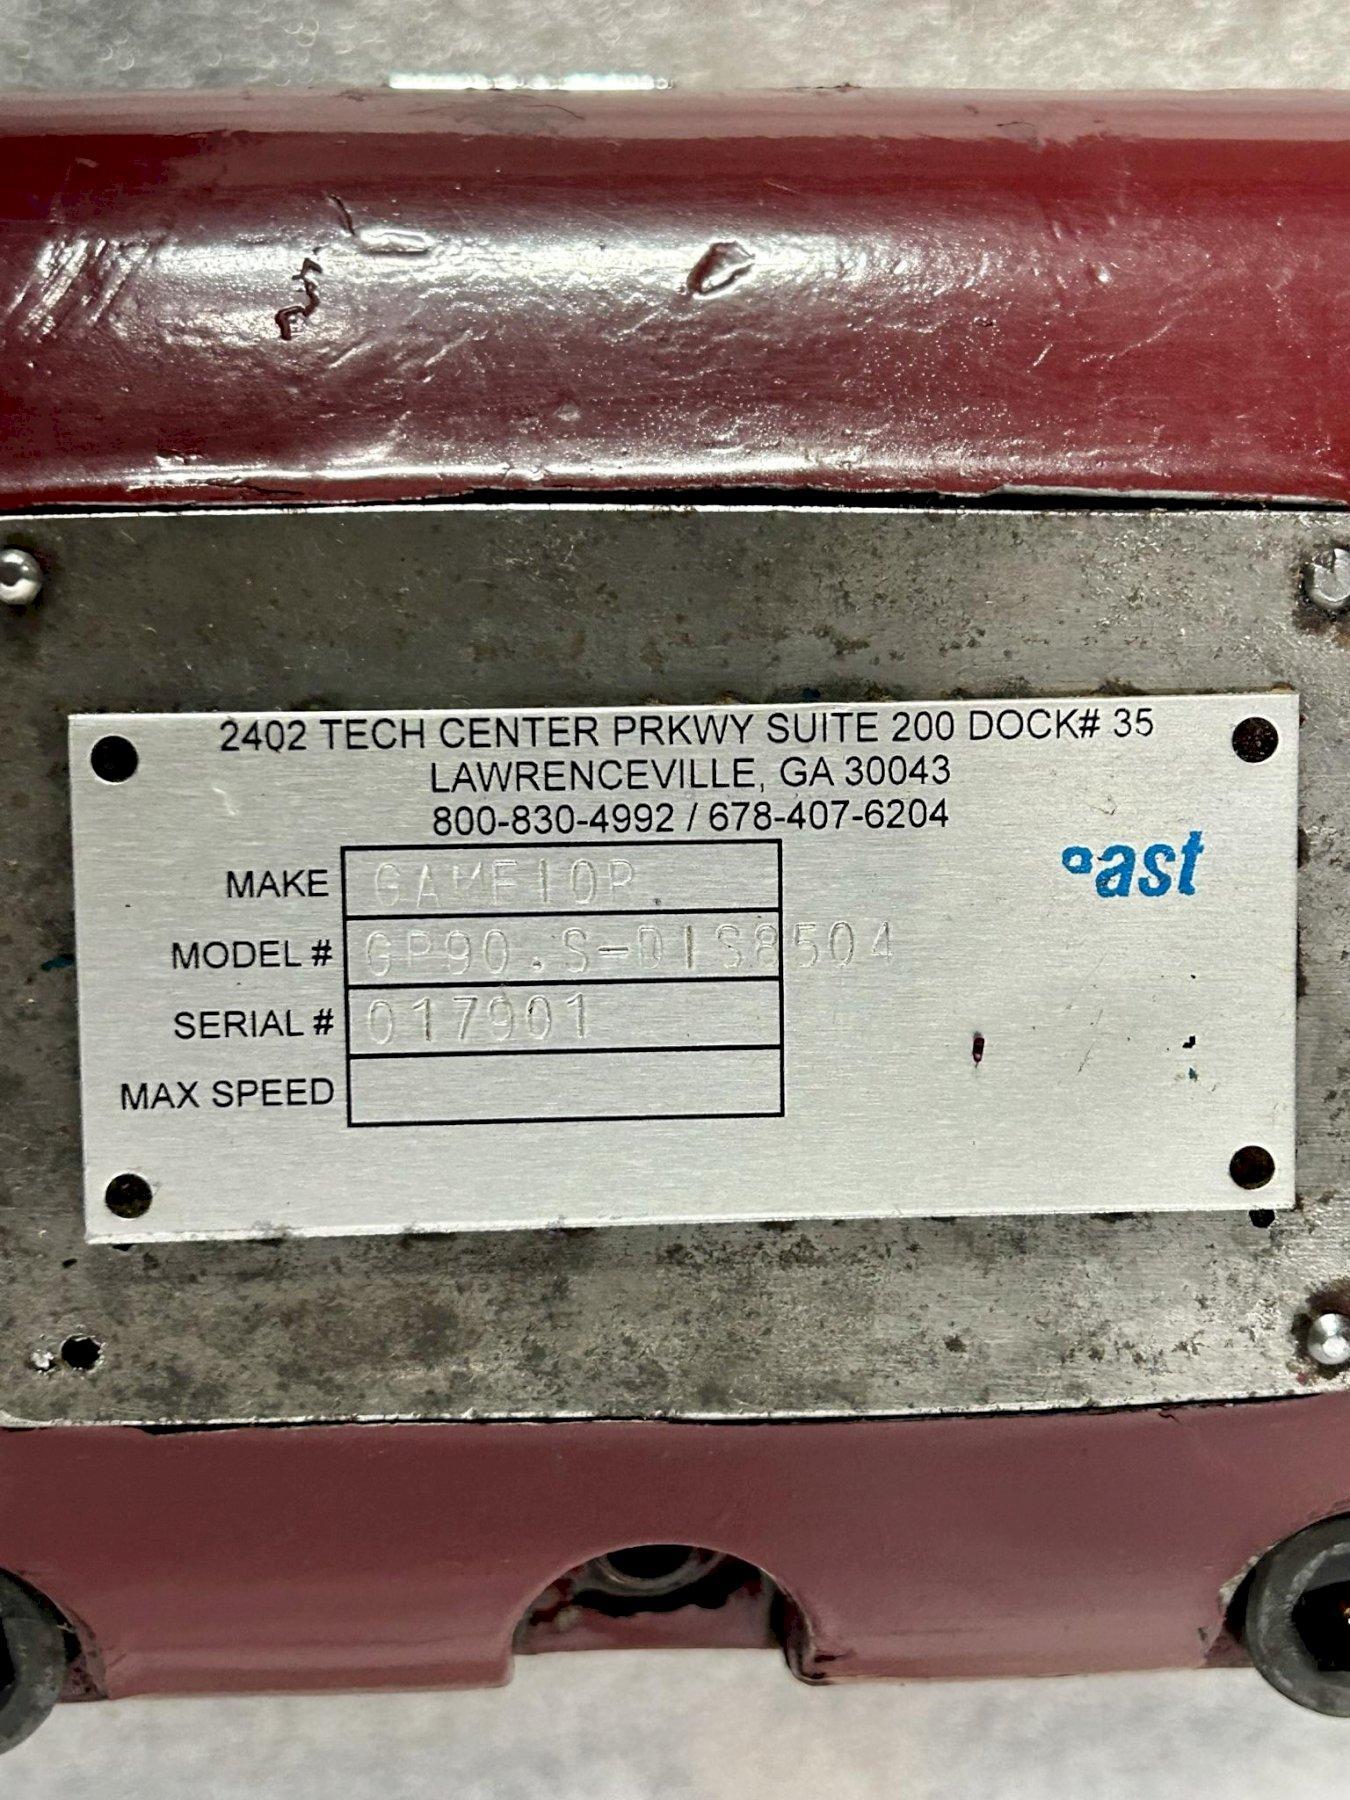 2402 TECH CENTER PRKWY SUITE 200 DOCK# 35
LAWRENCEVILLE, GA 30043
800-830-4992 / 678-407-6204
east
MAKE GAMFIOR
MODEL # GP90.S-DIS8504
SERIAL # 017901
MAX SPEED